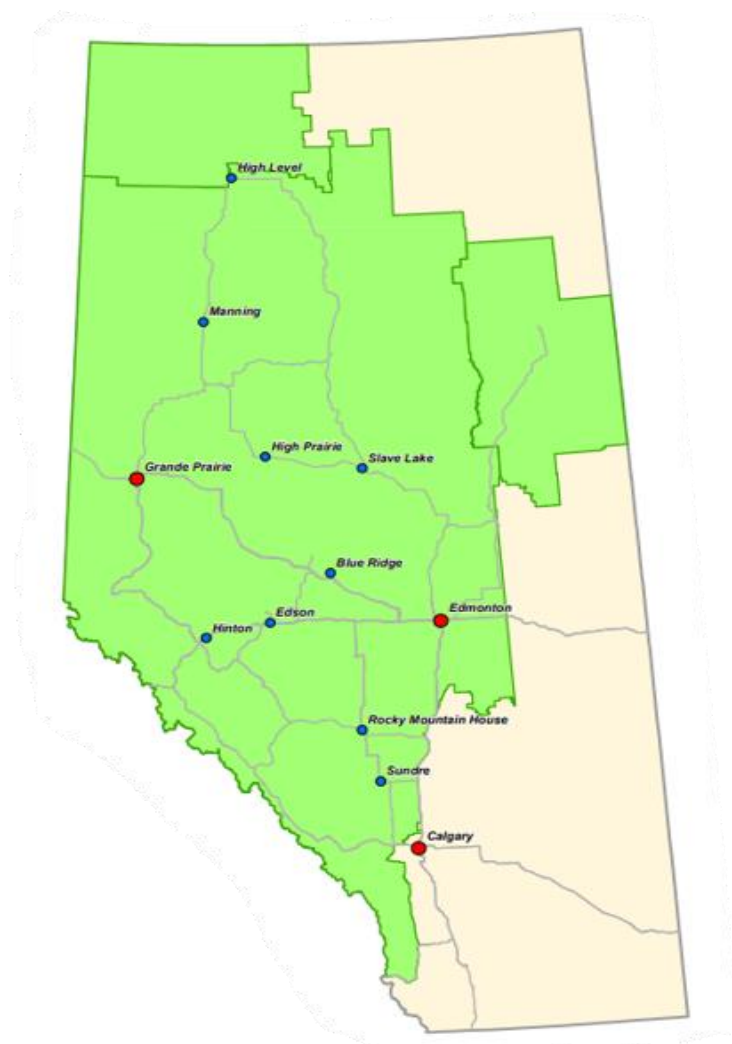 High Level
Manning
High Prairie
Slave Lake
Grande Prairie
Blue Ridge
Edson
Edmonton
Hinton
Rocky Mountain House
Sundre
Calgary